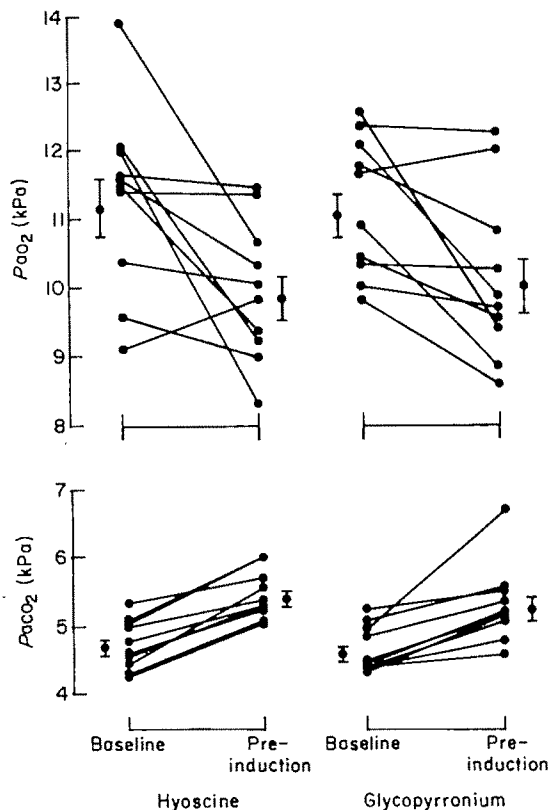 14
13
12
11
10
9
8
Pao₂ (kPa)
7
6
5
4
Paco₂ (kPa)
Baseline Pre-induction Baseline Pre-induction
Hyoscine Glycopyrronium